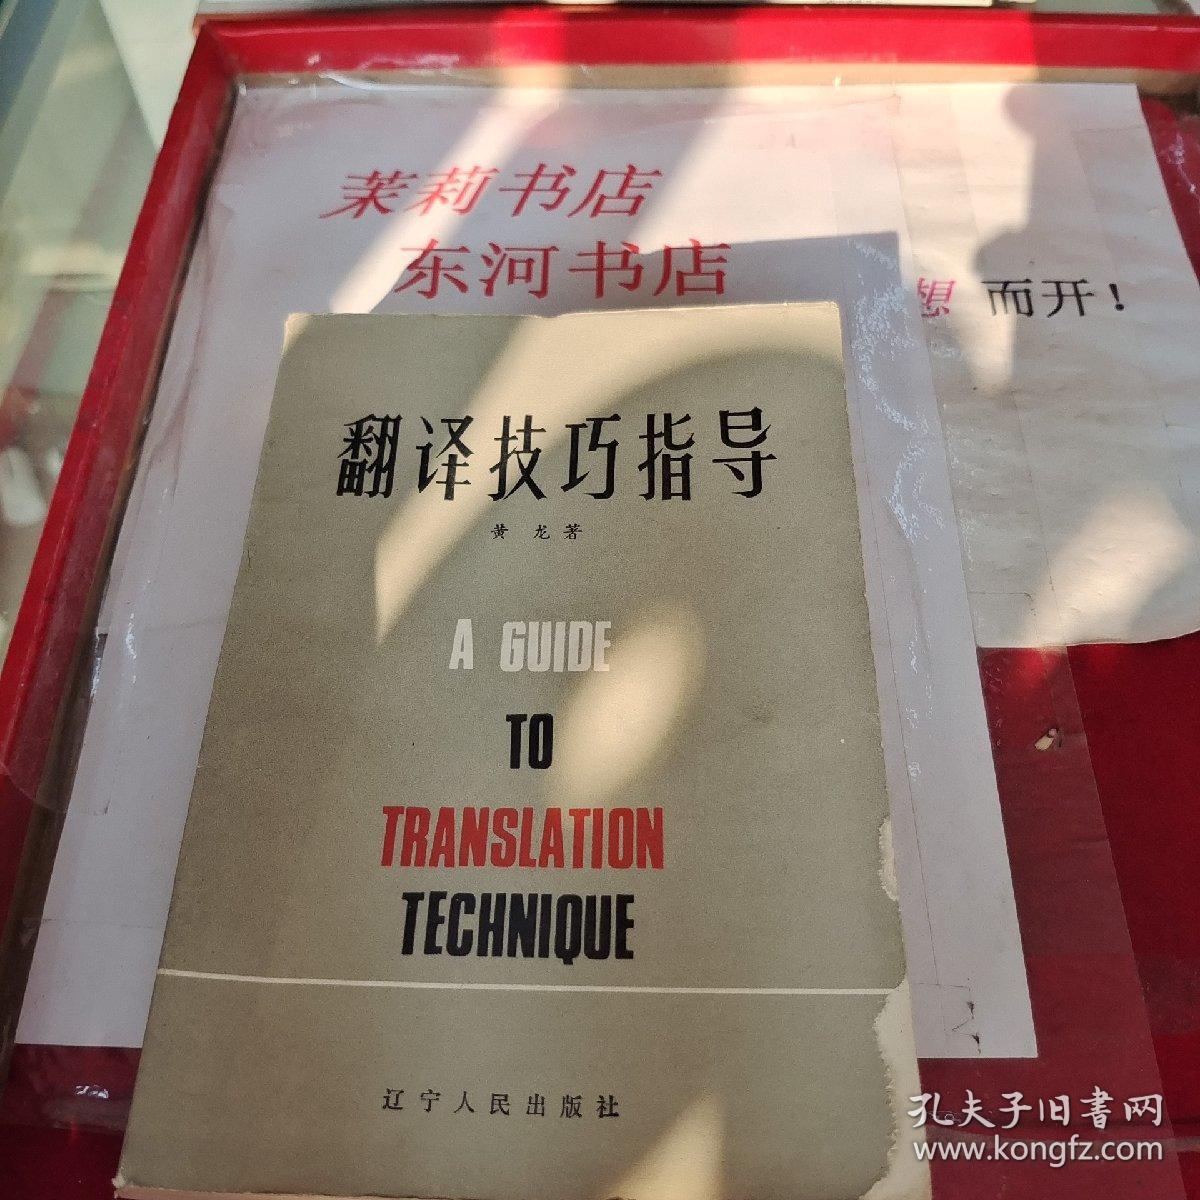 茉莉书店
东河书店
想 而开！
翻译技巧指导
黄 龙 著
A GUIDE
TO
TRANSLATION
TECHNIQUE
辽宁人民出版社
孔夫子旧書网
www.kongfz.com